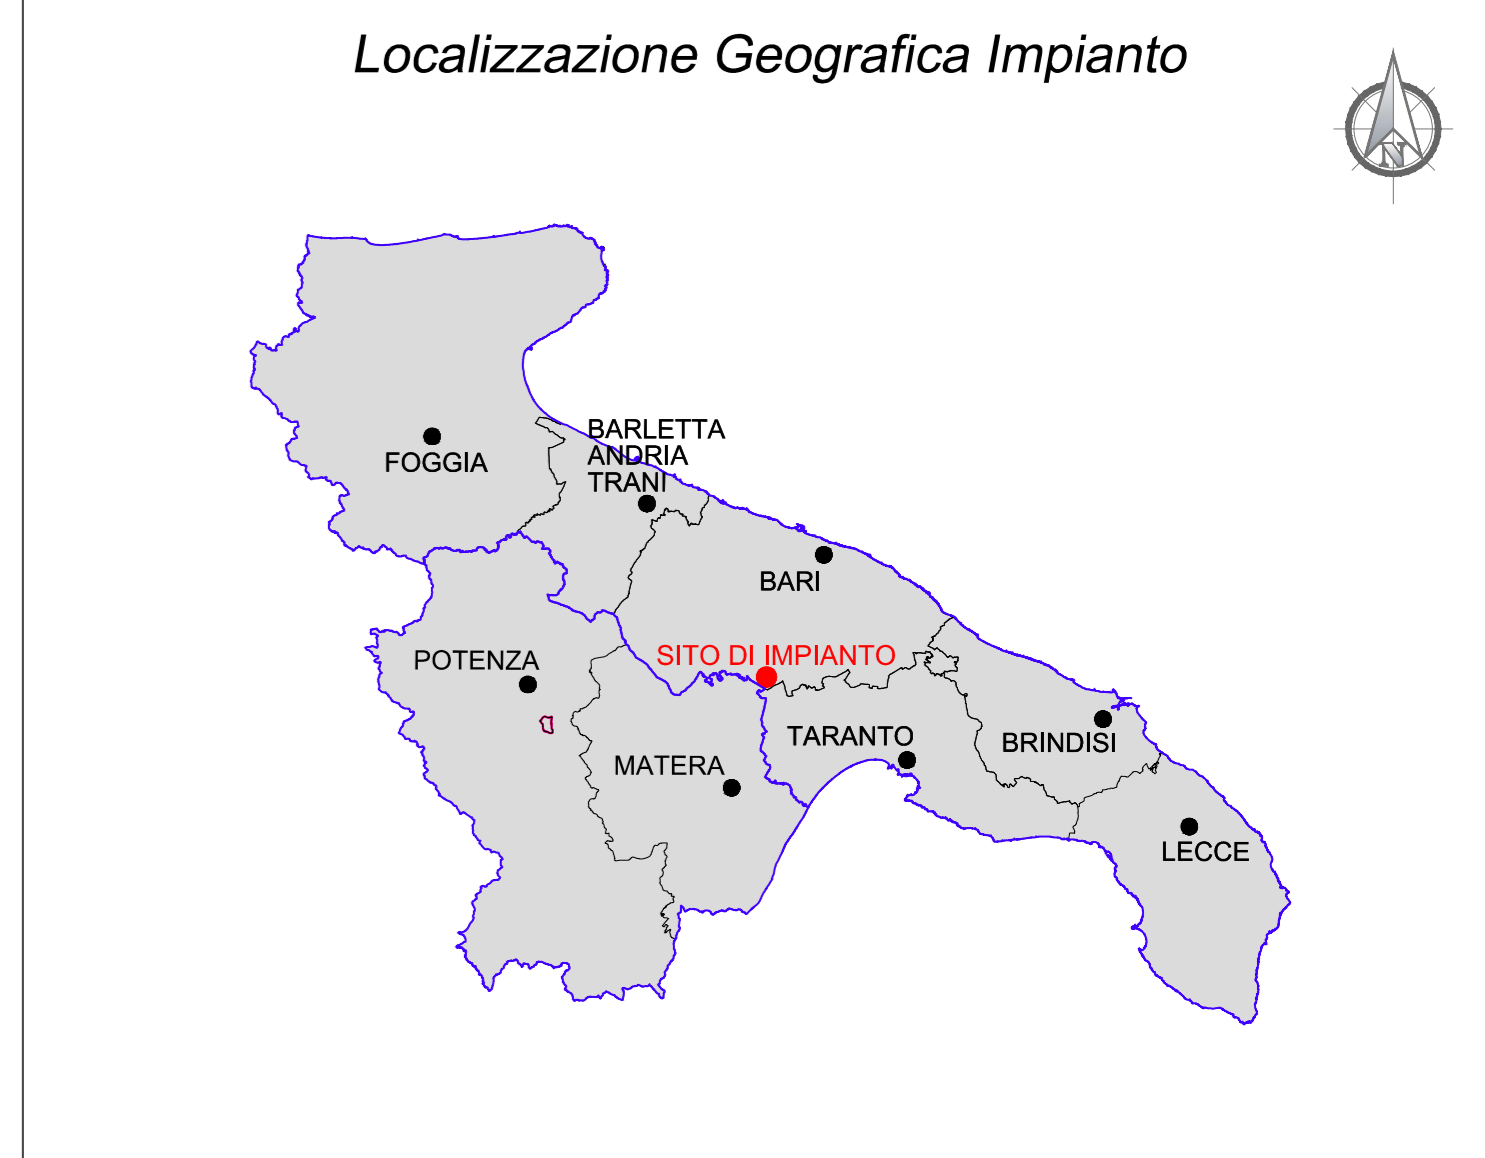 Localizzazione Geografica Impianto
N
BARLETTA
ANDRIA
TRANI
FOGGIA
BARI
SITO DI IMPIANTO
POTENZA
TARANTO
BRINDISI
MATERA
LECCE